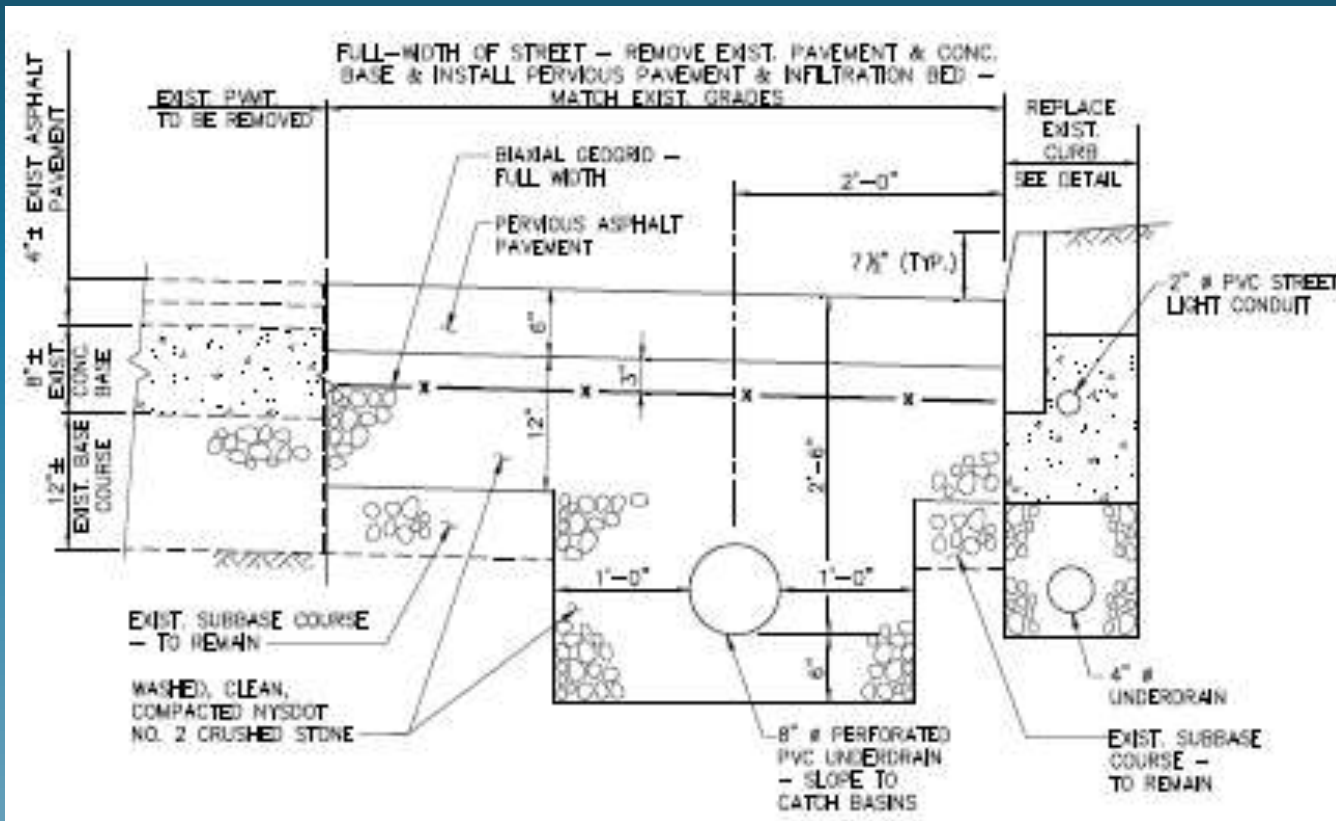 FULL-WIDTH OF STREET - REMOVE EXIST. PAVEMENT & CONC.
BASE & INSTALL PERVIOUS PAVEMENT & INFILTRATION BED -
MATCH EXIST. GRADES
EXIST. PVMT.
TO BE REMOVED
4"± EXIST ASPHALT
PAVEMENT
REPLACE
EXIST.
CURB
SEE DETAIL
BIAXIAL GEOGRID -
FULL WIDTH
2'-0"
PERVIOUS ASPHALT
PAVEMENT
7½" (TYP.)
2" ø PVC STREET
LIGHT CONDUIT
6"
3"
8"±
EXIST.
CONC.
BASE
X X X X
12"
2'-6"
12"±
EXIST. BASE
COURSE
1'-0"
1'-0"
6"
EXIST. SUBBASE COURSE
- TO REMAIN
WASHED, CLEAN,
COMPACTED NYSDOT
NO. 2 CRUSHED STONE
8" ø PERFORATED
PVC UNDERDRAIN
- SLOPE TO
CATCH BASINS
4" ø
UNDERDRAIN
EXIST. SUBBASE
COURSE -
TO REMAIN